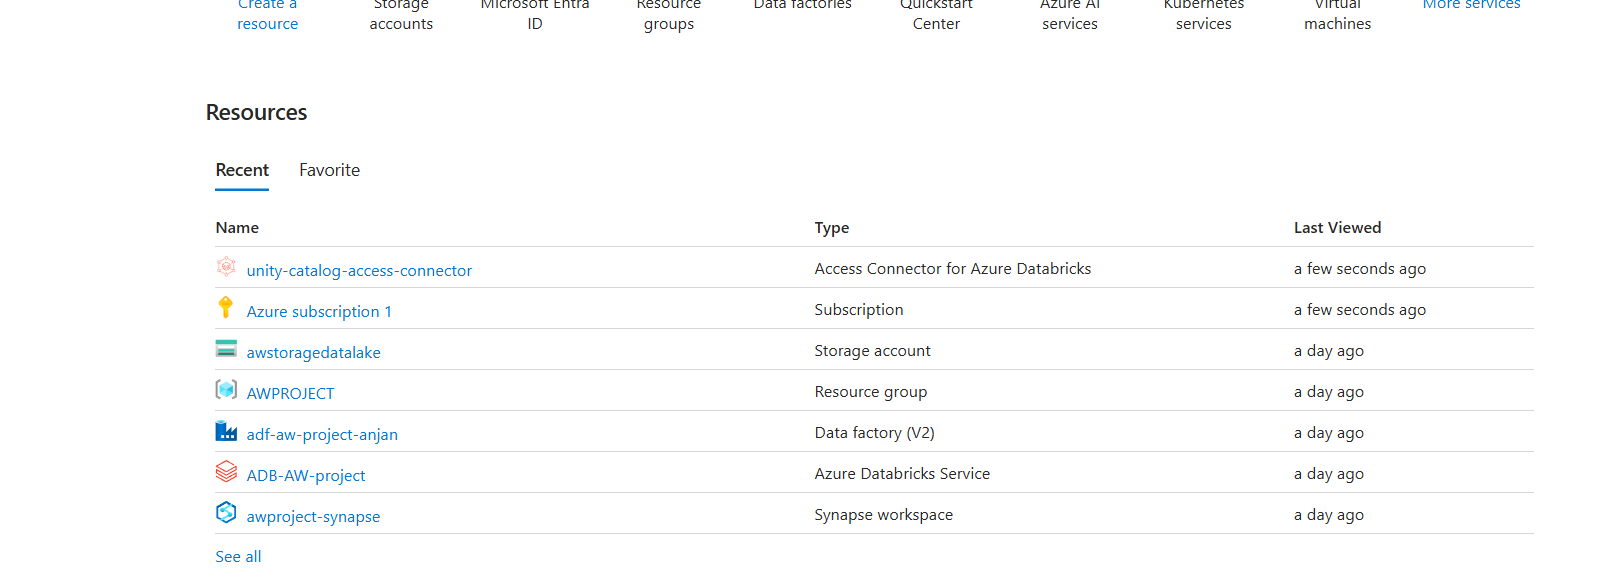 Create a resource
Storage accounts
Microsoft Entra ID
Resource groups
Data factories
Quickstart Center
Azure AI services
Kubernetes services
Virtual machines
More services
Resources
Recent Favorite
Name Type Last Viewed
unity-catalog-access-connector Access Connector for Azure Databricks a few seconds ago
Azure subscription 1 Subscription a few seconds ago
awstoragedatalake Storage account a day ago
AWPROJECT Resource group a day ago
adf-aw-project-anjan Data factory (V2) a day ago
ADB-AW-project Azure Databricks Service a day ago
awproject-synapse Synapse workspace a day ago
See all